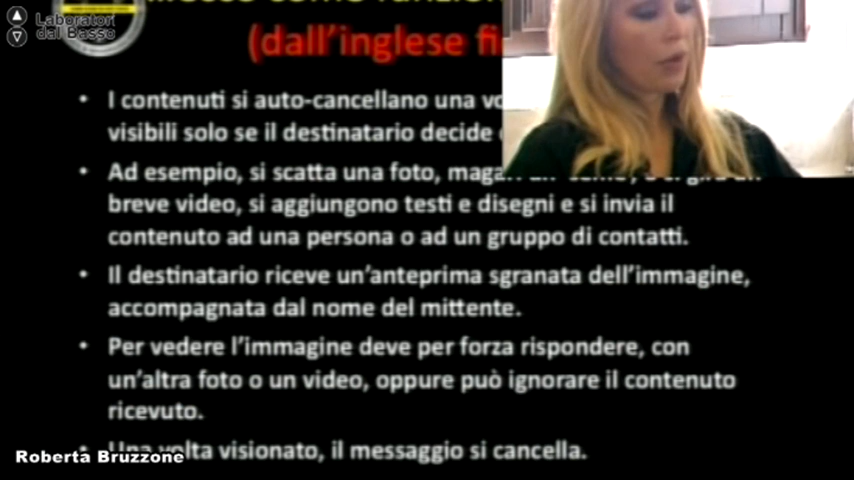 Laboratori
dal Basso
(dall'inglese
• I contenuti si auto-cancellano una
visibili solo se il destinatario decide
• Ad esempio, si scatta una foto,
breve video, si aggiungono testi e disegni e si invia il
contenuto ad una persona o ad un gruppo di contatti.
• Il destinatario riceve un'anteprima sgranata dell'immagine,
accompagnata dal nome del mittente.
• Per vedere l'immagine deve per forza rispondere, con
un'altra foto o un video, oppure può ignorare il contenuto
ricevuto.
• Una volta visionato, il messaggio si cancella.
Roberta Bruzzone